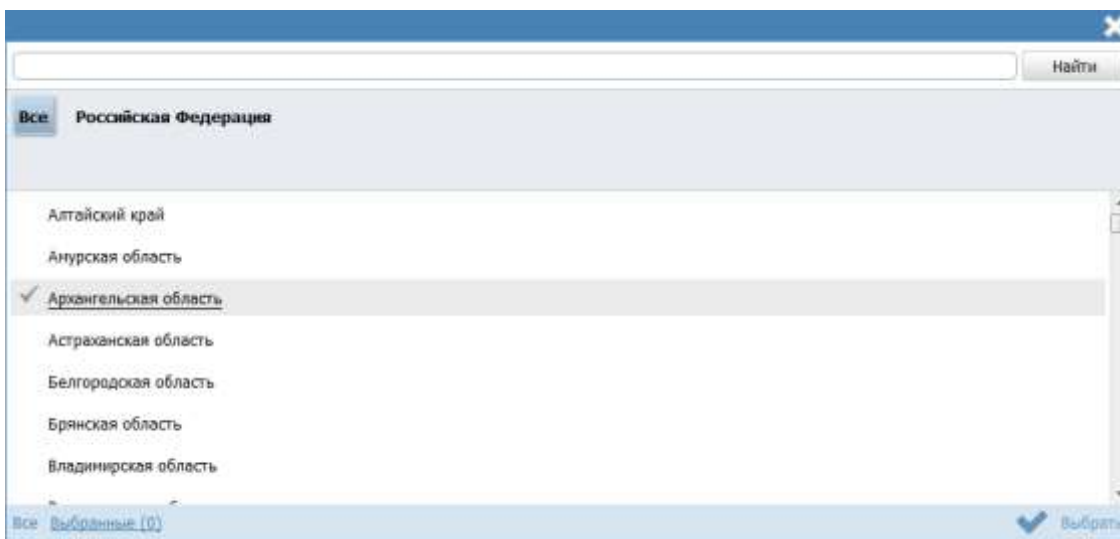 Найти
Все Российская Федерация
Алтайский край
Амурская область
Архангельская область
Астраханская область
Белгородская область
Брянская область
Владимирская область
Все Выбранные (0) Выбрать